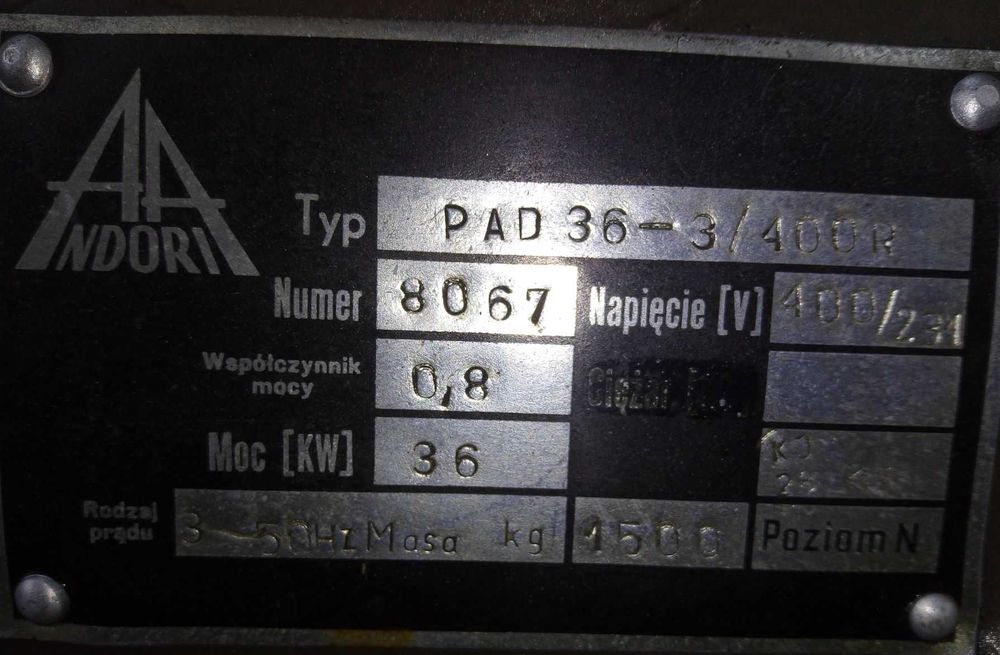 ANDORIA
Typ PAD 36-3/400R
Numer 8067 Napięcie [V] 400/231
Współczynnik mocy 0,8 Ciężar
Moc [KW] 36
Rodzaj prądu 3~50Hz Masa kg 1500 Poziom N